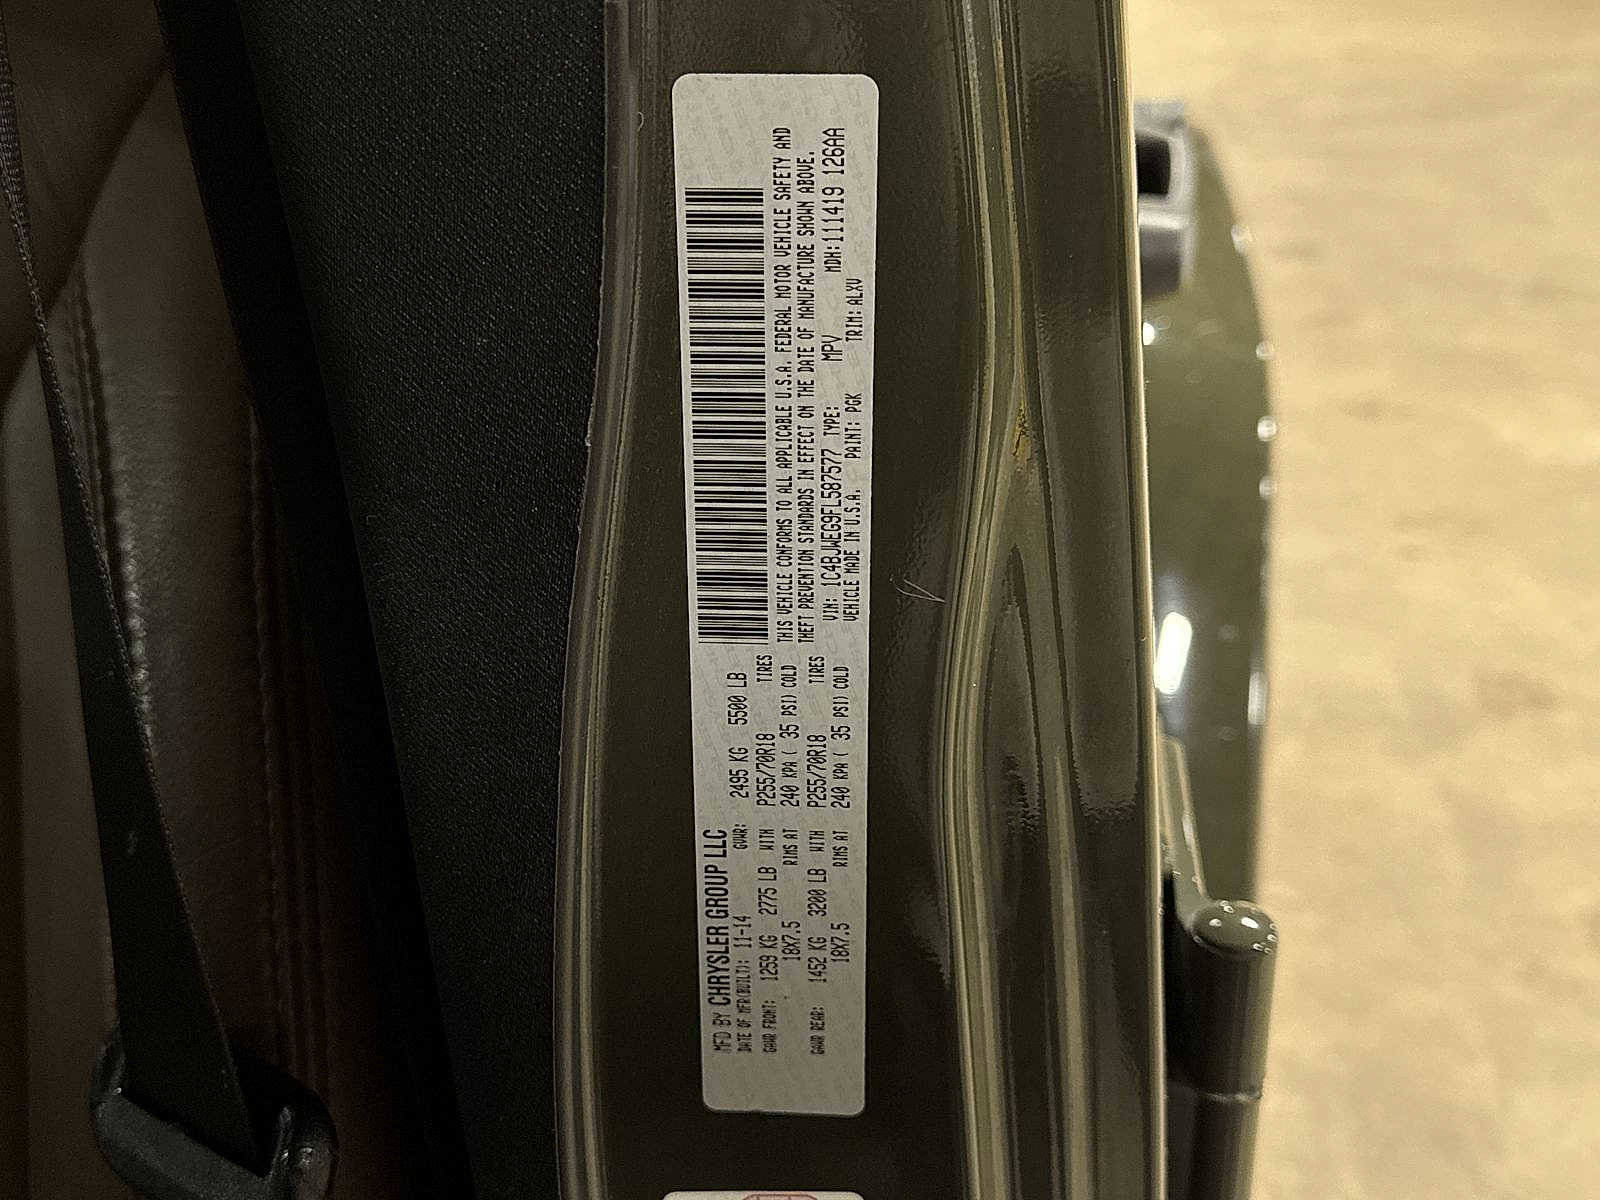 MFD BY CHRYSLER GROUP LLC
DATE OF MFR(BUILT): 11-14 GVWR: 2495 KG 5500 LB
GAWR FRONT: 1259 KG 2775 LB WITH P255/70R18 TIRES
18X7.5 RIMS AT 240 KPA ( 35 PSI) COLD
GAWR REAR: 1452 KG 3200 LB WITH P255/70R18 TIRES
18X7.5 RIMS AT 240 KPA ( 35 PSI) COLD
THIS VEHICLE CONFORMS TO ALL APPLICABLE U.S.A. FEDERAL MOTOR VEHICLE SAFETY AND
THEFT PREVENTION STANDARDS IN EFFECT ON THE DATE OF MANUFACTURE SHOWN ABOVE.
VIN: 1C4BJWEG9FL587577 TYPE: MPV MDH:111419 126AA
VEHICLE MADE IN U.S.A. PAINT: PGK TRIM: ALXV